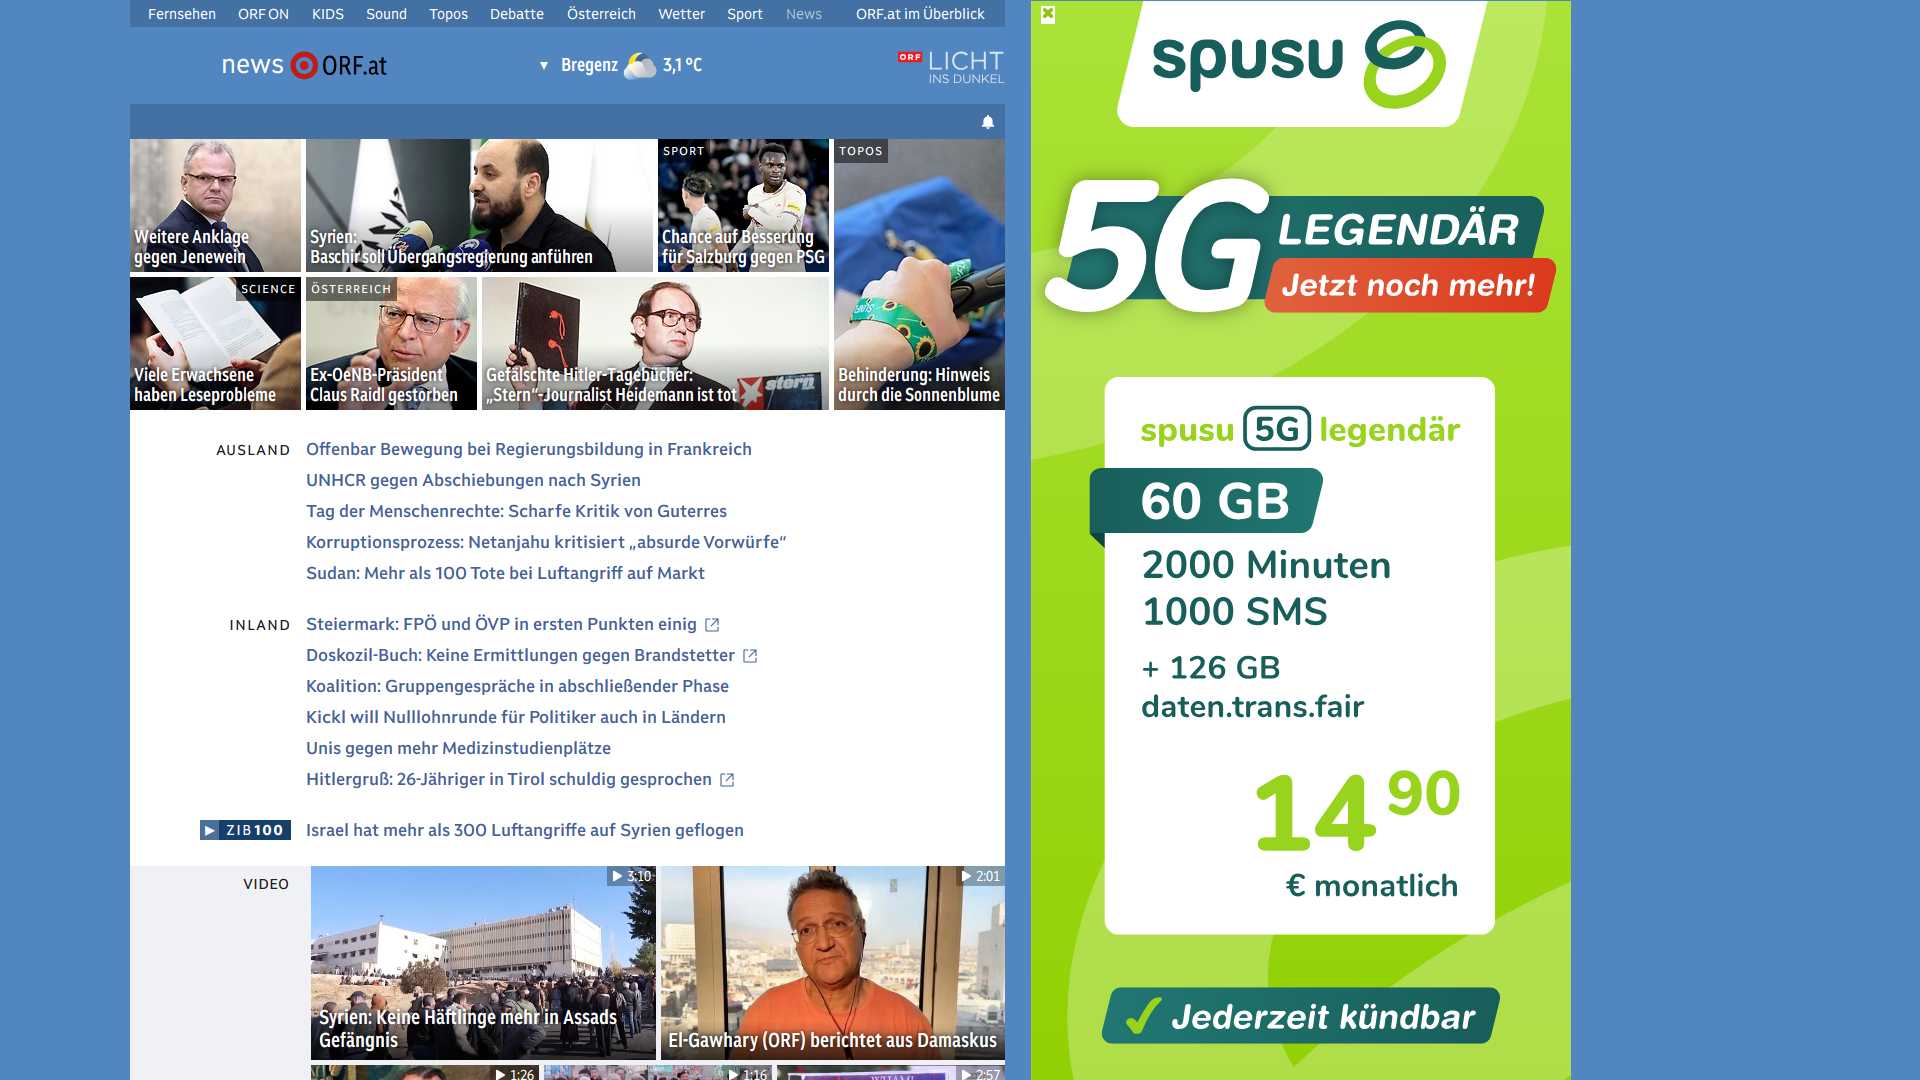 Fernsehen ORF ON KIDS Sound Topos Debatte Österreich Wetter Sport News ORF.at im Überblick
news ORF.at
▼ Bregenz 3,1 °C
ORF LICHT
INS DUNKEL
Weitere Anklage
gegen Jenewein
Syrien:
Baschir soll Übergangsregierung anführen
SPORT
Chance auf Besserung
für Salzburg gegen PSG
TOPOS
Behinderung: Hinweis
durch die Sonnenblume
SCIENCE
Viele Erwachsene
haben Leseprobleme
ÖSTERREICH
Ex-OeNB-Präsident
Claus Raidl gestorben
stern
Gefälschte Hitler-Tagebücher:
„Stern“-Journalist Heidemann ist tot
AUSLAND
Offenbar Bewegung bei Regierungsbildung in Frankreich
UNHCR gegen Abschiebungen nach Syrien
Tag der Menschenrechte: Scharfe Kritik von Guterres
Korruptionsprozess: Netanjahu kritisiert „absurde Vorwürfe“
Sudan: Mehr als 100 Tote bei Luftangriff auf Markt
INLAND
Steiermark: FPÖ und ÖVP in ersten Punkten einig
Doskozil-Buch: Keine Ermittlungen gegen Brandstetter
Koalition: Gruppengespräche in abschließender Phase
Kickl will Nulllohnrunde für Politiker auch in Ländern
Unis gegen mehr Medizinstudienplätze
Hitlergruß: 26-Jähriger in Tirol schuldig gesprochen
ZIB100
Israel hat mehr als 300 Luftangriffe auf Syrien geflogen
VIDEO
3:10
Syrien: Keine Häftlinge mehr in Assads
Gefängnis
2:01
El-Gawhary (ORF) berichtet aus Damaskus
1:26
1:16
2:57
spusu
5G LEGENDÄR
Jetzt noch mehr!
spusu 5G legendär
60 GB
2000 Minuten
1000 SMS
+ 126 GB
daten.trans.fair
14 90
€ monatlich
Jederzeit kündbar